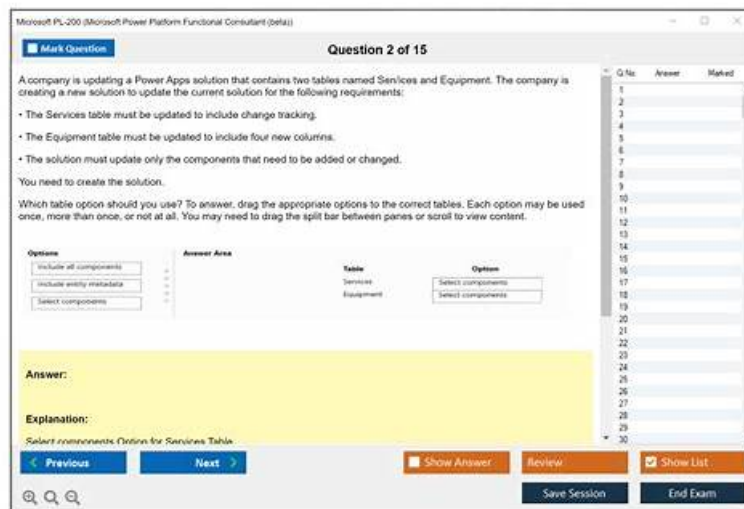 Microsoft PL-200 (Microsoft Power Platform Functional Consultant (beta))
Mark Question
Question 2 of 15
A company is updating a Power Apps solution that contains two tables named Services and Equipment. The company is
creating a new solution to update the current solution for the following requirements:
• The Services table must be updated to include change tracking.
• The Equipment table must be updated to include four new columns.
• The solution must update only the components that need to be added or changed.
You need to create the solution.
Which table option should you use? To answer, drag the appropriate options to the correct tables. Each option may be used
once, more than once, or not at all. You may need to drag the split bar between panes or scroll to view content.
Options
Answer Area
Include all components
Include entity metadata
Select components
Table Option
Services Select components
Equipment Select components
Answer:
Explanation:
Select components Option for Services Table
Q.No Answer Marked
1
2
3
4
5
6
7
8
9
10
11
12
13
14
15
16
17
18
19
20
21
22
23
24
25
26
27
28
29
30
Previous
Next
Show Answer
Review
Show List
Save Session
End Exam